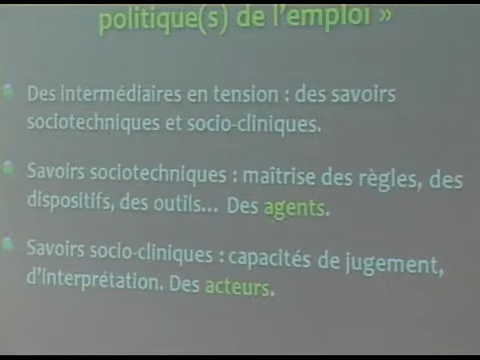 politique(s) de l'emploi »
Des intermédiaires en tension : des savoirs
sociotechniques et socio-cliniques.
Savoirs sociotechniques : maîtrise des règles, des
dispositifs, des outils... Des agents.
Savoirs socio-cliniques : capacités de jugement,
d'interprétation. Des acteurs.